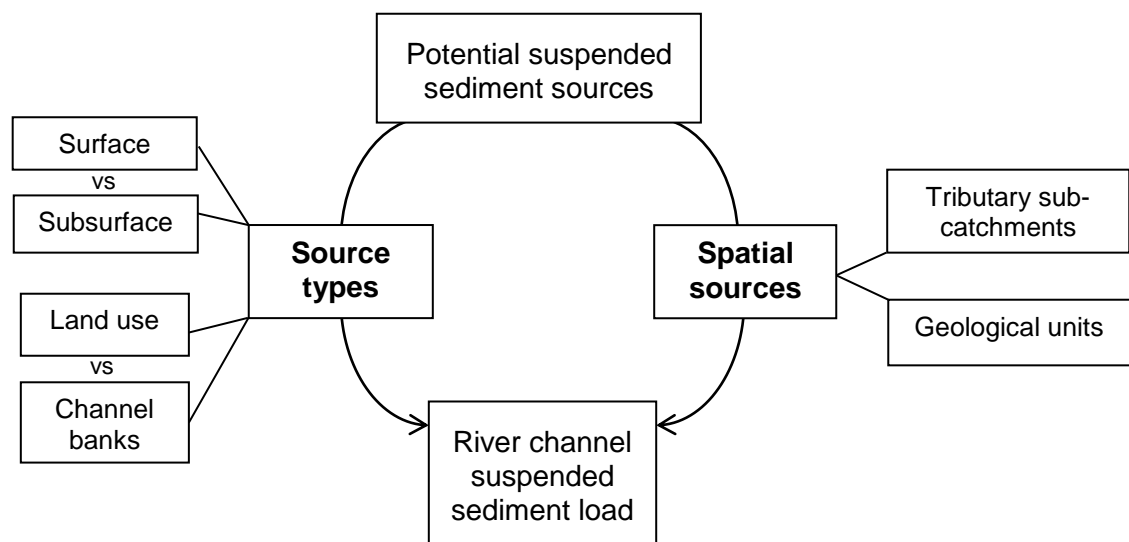 Potential suspended
sediment sources
Surface
vs
Subsurface
Land use
vs
Channel
banks
Source
types
Spatial
sources
Tributary sub-
catchments
Geological units
River channel
suspended
sediment load